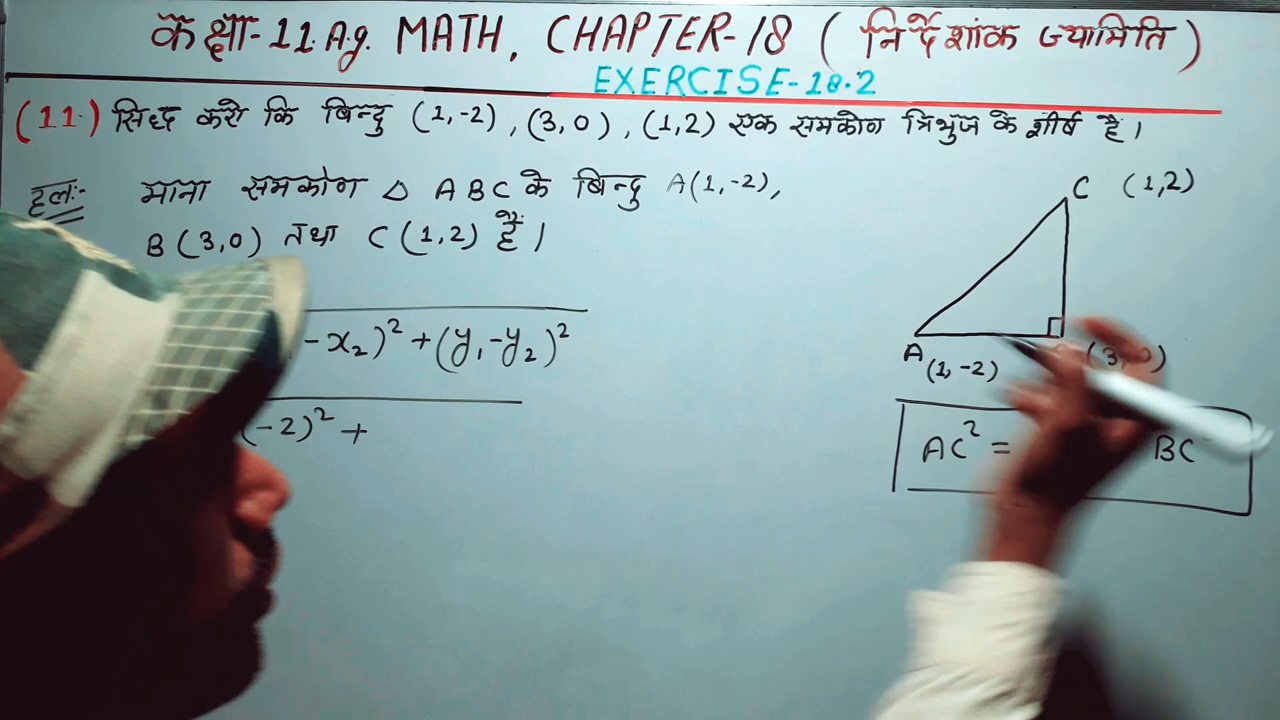 कक्षा-11. Ag. MATH, CHAPTER-18 ( निर्देशांक ज्यामिति )
EXERCISE-18.2
(11.) सिद्ध करो कि बिन्दु (1,-2), (3,0), (1,2) एक समकोण त्रिभुज के शीर्ष हैं।
हलः- माना समकोण △ ABC के बिन्दु A(1,-2),
B(3,0) तथा C(1,2) हैं।
C (1,2)
- x₂)² + (y₁ - y₂)²
A (1, -2)
(-2)² +
AC² =
BC